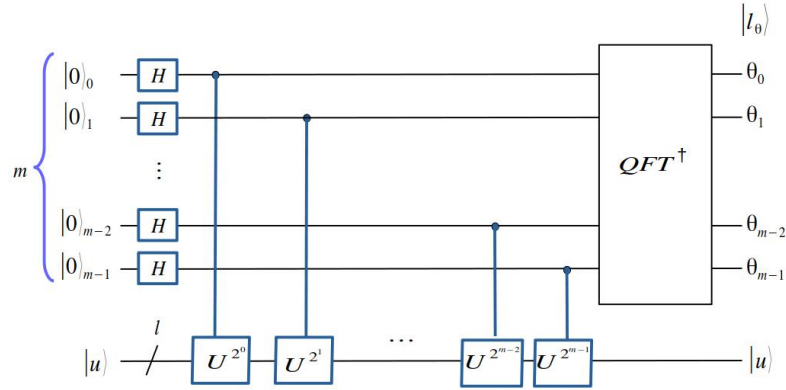 |l_θ⟩
|0⟩_0 H θ_0
|0⟩_1 H θ_1
m ⋮ QFT^†
|0⟩_{m−2} H θ_{m−2}
|0⟩_{m−1} H θ_{m−1}
l ...
|u⟩ U^{2^0} U^{2^1} U^{2^{m−2}} U^{2^{m−1}} |u⟩